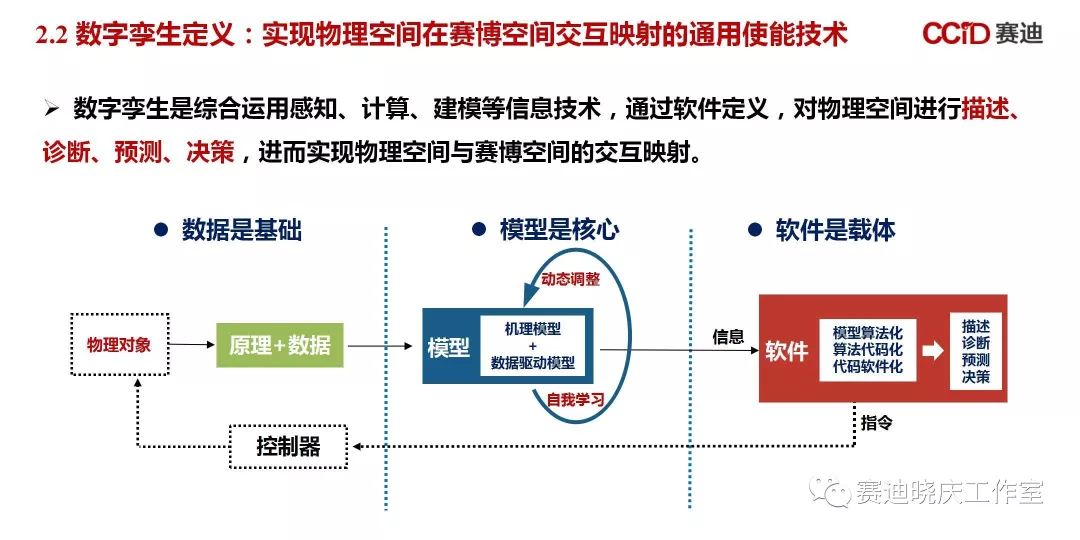 2.2 数字孪生定义：实现物理空间在赛博空间交互映射的通用使能技术
CCiD 赛迪
➢ 数字孪生是综合运用感知、计算、建模等信息技术，通过软件定义，对物理空间进行描述、
诊断、预测、决策，进而实现物理空间与赛博空间的交互映射。
● 数据是基础
● 模型是核心
● 软件是载体
动态调整
物理对象
原理+数据
模型
机理模型
+
数据驱动模型
自我学习
信息
软件
模型算法化
算法代码化
代码软件化
描述
诊断
预测
决策
指令
控制器
赛迪晓庆工作室